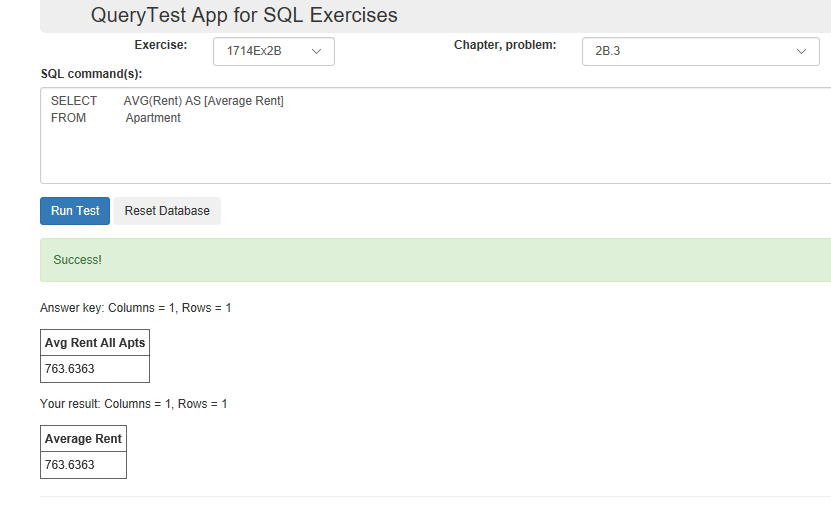 QueryTest App for SQL Exercises
Exercise: 1714Ex2B Chapter, problem: 2B.3
SQL command(s):
SELECT AVG(Rent) AS [Average Rent]
FROM Apartment
Run Test Reset Database
Success!
Answer key: Columns = 1, Rows = 1
Avg Rent All Apts
763.6363
Your result: Columns = 1, Rows = 1
Average Rent
763.6363